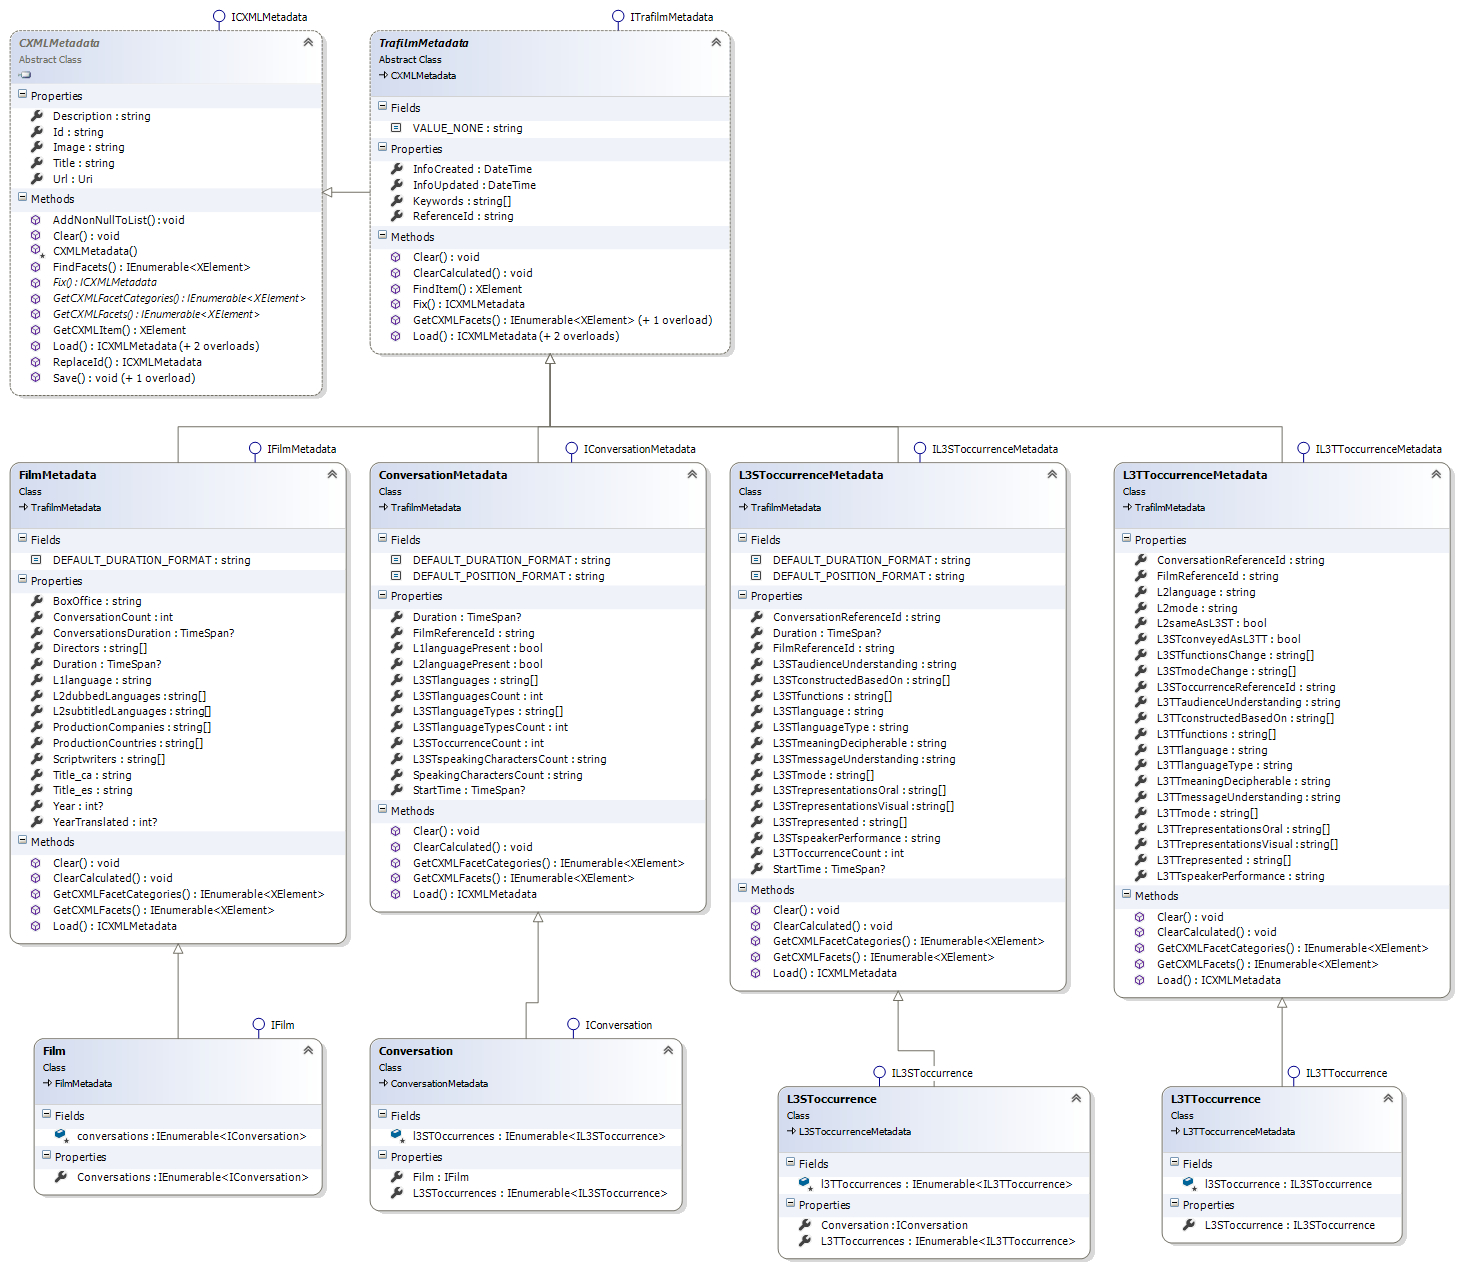 ICXMLMetadata
CXMLMetadata
Abstract Class
Properties
Description : string
Id : string
Image : string
Title : string
Url : Uri
Methods
AddNonNullToList() : void
Clear() : void
CXMLMetadata()
FindFacets() : IEnumerable<XElement>
Fix() : ICXMLMetadata
GetCXMLFacetCategories() : IEnumerable<XElement>
GetCXMLFacets() : IEnumerable<XElement>
GetCXMLItem() : XElement
Load() : ICXMLMetadata (+ 2 overloads)
ReplaceId() : ICXMLMetadata
Save() : void (+ 1 overload)
ITrafilmMetadata
TrafilmMetadata
Abstract Class
CXMLMetadata
Fields
VALUE_NONE : string
Properties
InfoCreated : DateTime
InfoUpdated : DateTime
Keywords : string[]
ReferenceId : string
Methods
Clear() : void
ClearCalculated() : void
FindItem() : XElement
Fix() : ICXMLMetadata
GetCXMLFacets() : IEnumerable<XElement> (+ 1 overload)
Load() : ICXMLMetadata (+ 2 overloads)
IFilmMetadata
FilmMetadata
Class
TrafilmMetadata
Fields
DEFAULT_DURATION_FORMAT : string
Properties
BoxOffice : string
ConversationCount : int
ConversationsDuration : TimeSpan?
Directors : string[]
Duration : TimeSpan?
L1language : string
L2dubbedLanguages : string[]
L2subtitledLanguages : string[]
ProductionCompanies : string[]
ProductionCountries : string[]
Scriptwriters : string[]
Title_ca : string
Title_es : string
Year : int?
YearTranslated : int?
Methods
Clear() : void
ClearCalculated() : void
GetCXMLFacetCategories() : IEnumerable<XElement>
GetCXMLFacets() : IEnumerable<XElement>
Load() : ICXMLMetadata
IConversationMetadata
ConversationMetadata
Class
TrafilmMetadata
Fields
DEFAULT_DURATION_FORMAT : string
DEFAULT_POSITION_FORMAT : string
Properties
Duration : TimeSpan?
FilmReferenceId : string
L1languagePresent : bool
L2languagePresent : bool
L3STlanguages : string[]
L3STlanguagesCount : int
L3STlanguageTypes : string[]
L3STlanguageTypesCount : int
L3SToccurrenceCount : int
L3STspeakingCharactersCount : string
SpeakingCharactersCount : string
StartTime : TimeSpan?
Methods
Clear() : void
ClearCalculated() : void
GetCXMLFacetCategories() : IEnumerable<XElement>
GetCXMLFacets() : IEnumerable<XElement>
Load() : ICXMLMetadata
IL3SToccurrenceMetadata
L3SToccurrenceMetadata
Class
TrafilmMetadata
Fields
DEFAULT_DURATION_FORMAT : string
DEFAULT_POSITION_FORMAT : string
Properties
ConversationReferenceId : string
Duration : TimeSpan?
FilmReferenceId : string
L3STaudienceUnderstanding : string
L3STconstructedBasedOn : string[]
L3STfunctions : string[]
L3STlanguage : string
L3STlanguageType : string
L3STmeaningDecipherable : string
L3STmessageUnderstanding : string
L3STmode : string[]
L3STrepresentationsOral : string[]
L3STrepresentationsVisual : string[]
L3STrepresented : string[]
L3STspeakerPerformance : string
L3TToccurrenceCount : int
StartTime : TimeSpan?
Methods
Clear() : void
ClearCalculated() : void
GetCXMLFacetCategories() : IEnumerable<XElement>
GetCXMLFacets() : IEnumerable<XElement>
Load() : ICXMLMetadata
IL3TToccurrenceMetadata
L3TToccurrenceMetadata
Class
TrafilmMetadata
Properties
ConversationReferenceId : string
FilmReferenceId : string
L2language : string
L2mode : string
L2sameAsL3ST : bool
L3STconveyedAsL3TT : bool
L3STfunctionsChange : string[]
L3STmodeChange : string[]
L3SToccurrenceReferenceId : string
L3TTaudienceUnderstanding : string
L3TTconstructedBasedOn : string[]
L3TTfunctions : string[]
L3TTlanguage : string
L3TTlanguageType : string
L3TTmeaningDecipherable : string
L3TTmessageUnderstanding : string
L3TTmode : string[]
L3TTrepresentationsOral : string[]
L3TTrepresentationsVisual : string[]
L3TTrepresented : string[]
L3TTspeakerPerformance : string
Methods
Clear() : void
ClearCalculated() : void
GetCXMLFacetCategories() : IEnumerable<XElement>
GetCXMLFacets() : IEnumerable<XElement>
Load() : ICXMLMetadata
IFilm
Film
Class
FilmMetadata
Fields
conversations : IEnumerable<IConversation>
Properties
Conversations : IEnumerable<IConversation>
IConversation
Conversation
Class
ConversationMetadata
Fields
l3STOccurrences : IEnumerable<IL3SToccurrence>
Properties
Film : IFilm
L3SToccurrences : IEnumerable<IL3SToccurrence>
IL3SToccurrence
L3SToccurrence
Class
L3SToccurrenceMetadata
Fields
l3TToccurrences : IEnumerable<IL3TToccurrence>
Properties
Conversation : IConversation
L3TToccurrences : IEnumerable<IL3TToccurrence>
IL3TToccurrence
L3TToccurrence
Class
L3TToccurrenceMetadata
Fields
l3SToccurrence : IL3SToccurrence
Properties
L3SToccurrence : IL3SToccurrence